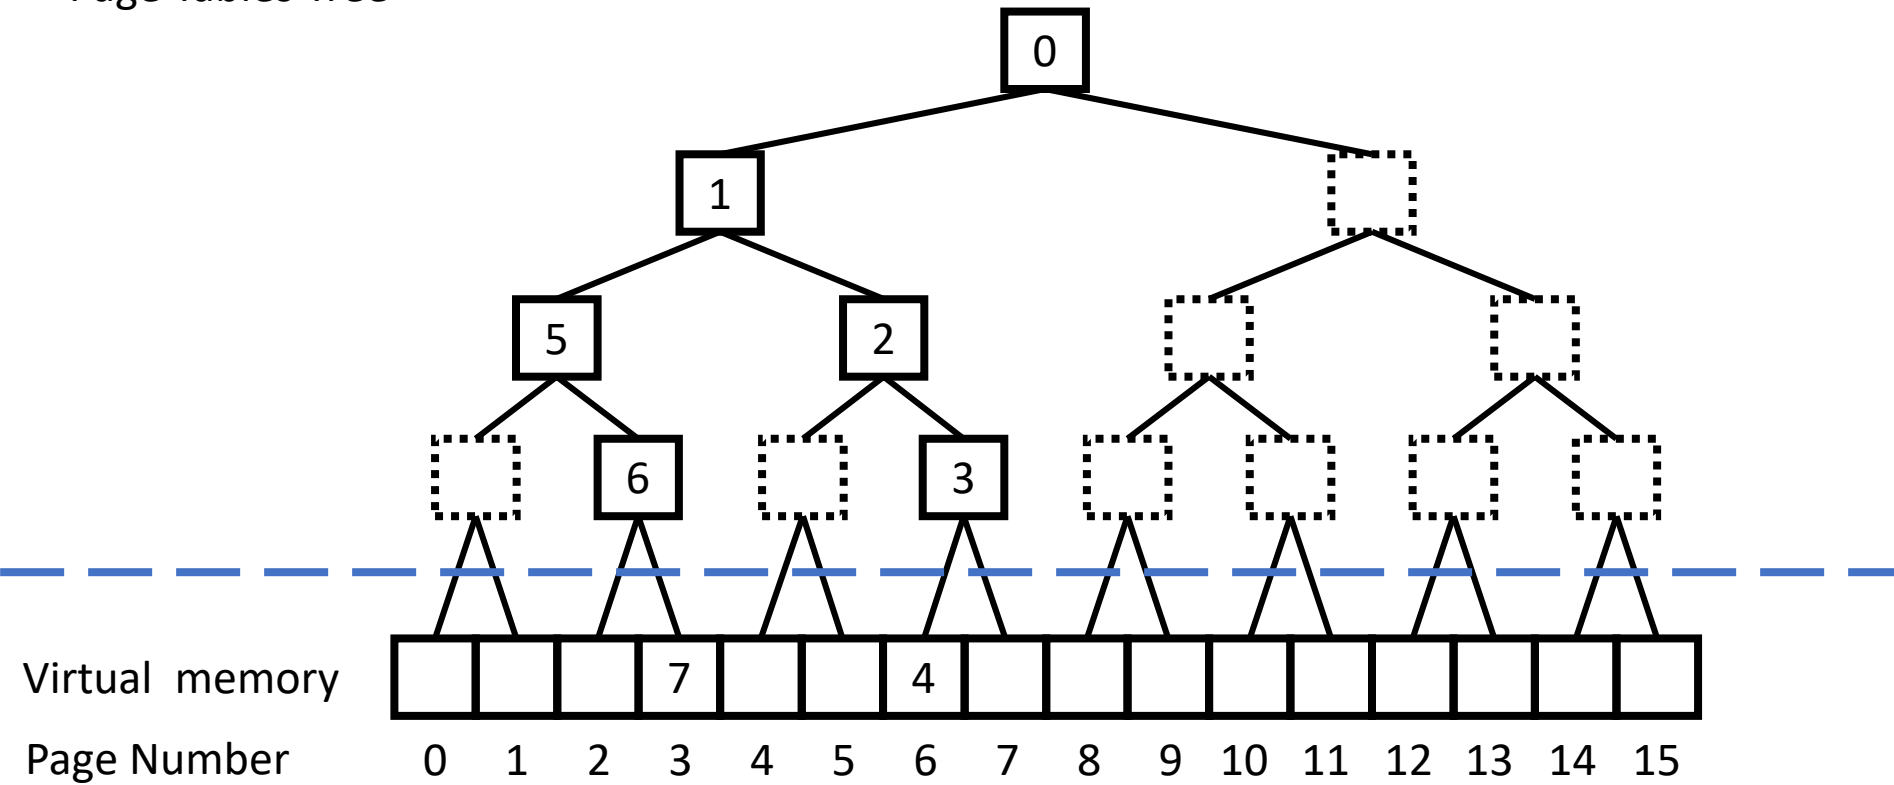 Page Tables Tree
0
1
5 2
6 3
Virtual memory 7 4
Page Number 0 1 2 3 4 5 6 7 8 9 10 11 12 13 14 15